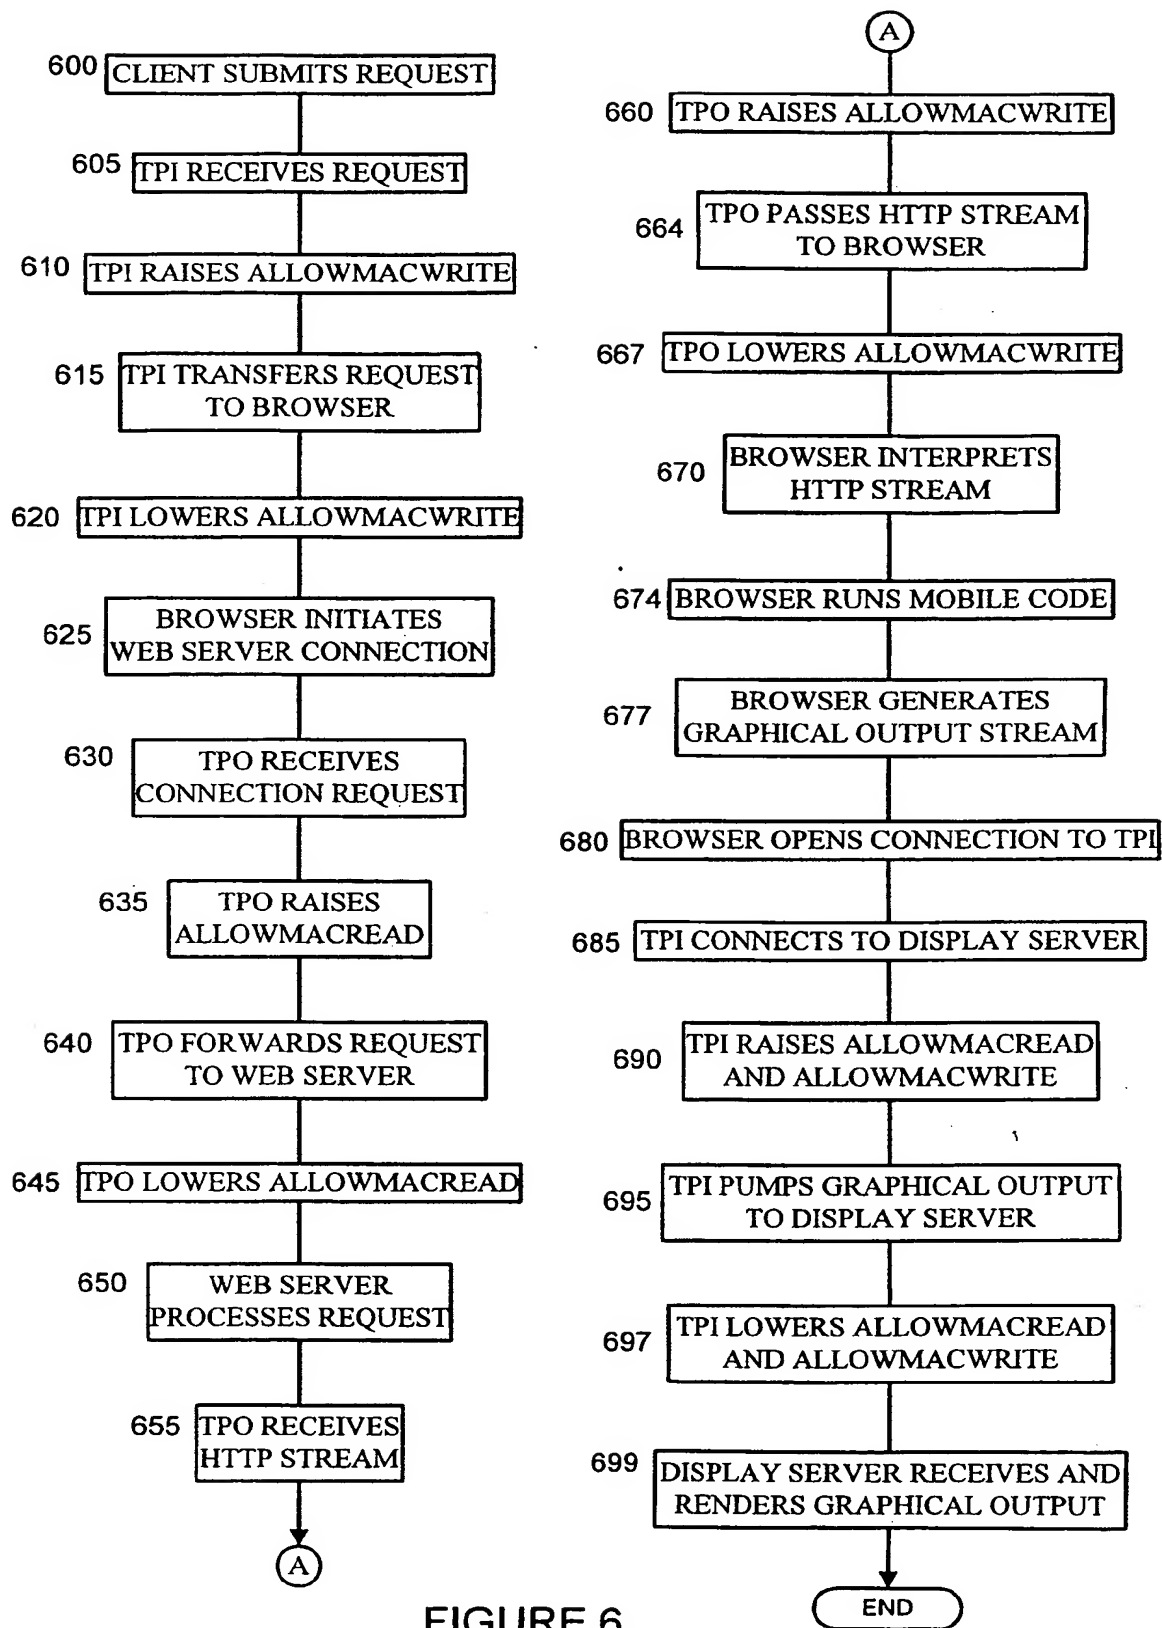 600 CLIENT SUBMITS REQUEST
605 TPI RECEIVES REQUEST
610 TPI RAISES ALLOWMACWRITE
615 TPI TRANSFERS REQUEST
TO BROWSER
620 TPI LOWERS ALLOWMACWRITE
625 BROWSER INITIATES
WEB SERVER CONNECTION
630 TPO RECEIVES
CONNECTION REQUEST
635 TPO RAISES
ALLOWMACREAD
640 TPO FORWARDS REQUEST
TO WEB SERVER
645 TPO LOWERS ALLOWMACREAD
650 WEB SERVER
PROCESSES REQUEST
655 TPO RECEIVES
HTTP STREAM
A
A
660 TPO RAISES ALLOWMACWRITE
664 TPO PASSES HTTP STREAM
TO BROWSER
667 TPO LOWERS ALLOWMACWRITE
670 BROWSER INTERPRETS
HTTP STREAM
674 BROWSER RUNS MOBILE CODE
677 BROWSER GENERATES
GRAPHICAL OUTPUT STREAM
680 BROWSER OPENS CONNECTION TO TPI
685 TPI CONNECTS TO DISPLAY SERVER
690 TPI RAISES ALLOWMACREAD
AND ALLOWMACWRITE
695 TPI PUMPS GRAPHICAL OUTPUT
TO DISPLAY SERVER
697 TPI LOWERS ALLOWMACREAD
AND ALLOWMACWRITE
699 DISPLAY SERVER RECEIVES AND
RENDERS GRAPHICAL OUTPUT
END
FIGURE 6